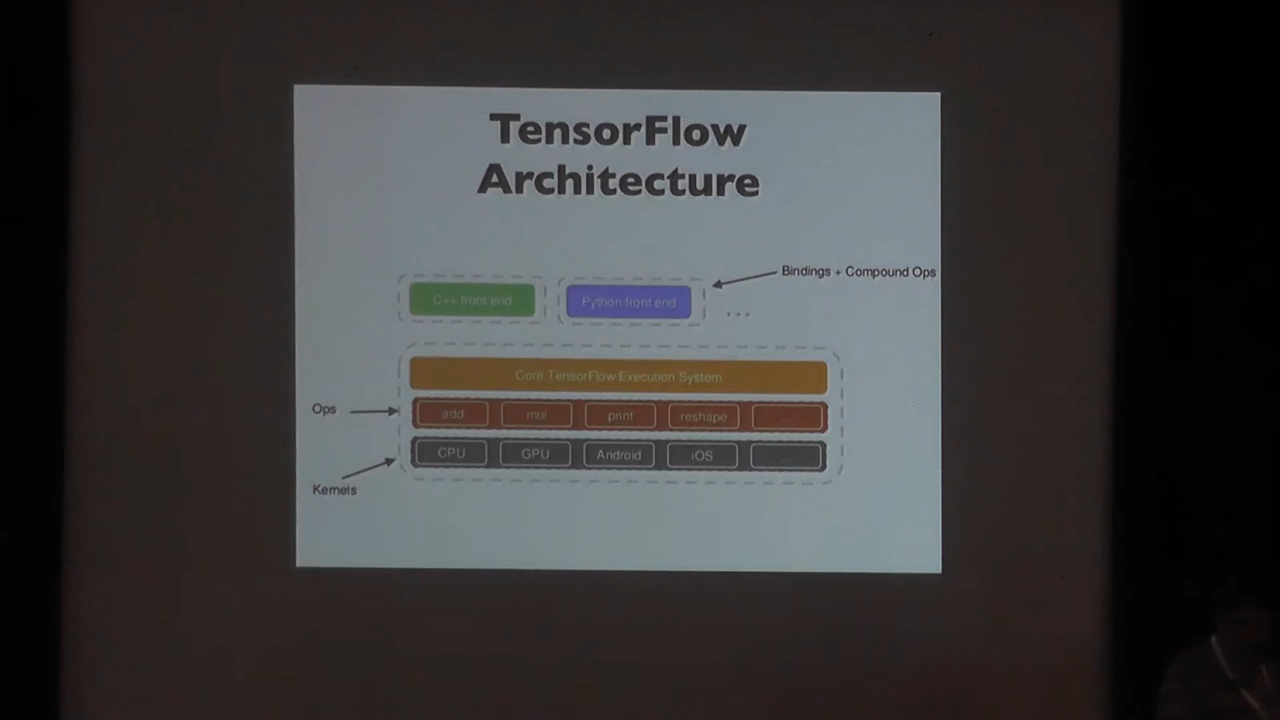 TensorFlow
Architecture
Bindings + Compound Ops
C++ front end
Python front end
...
Core TensorFlow Execution System
Ops
add
mul
print
reshape
...
CPU
GPU
Android
iOS
...
Kernels